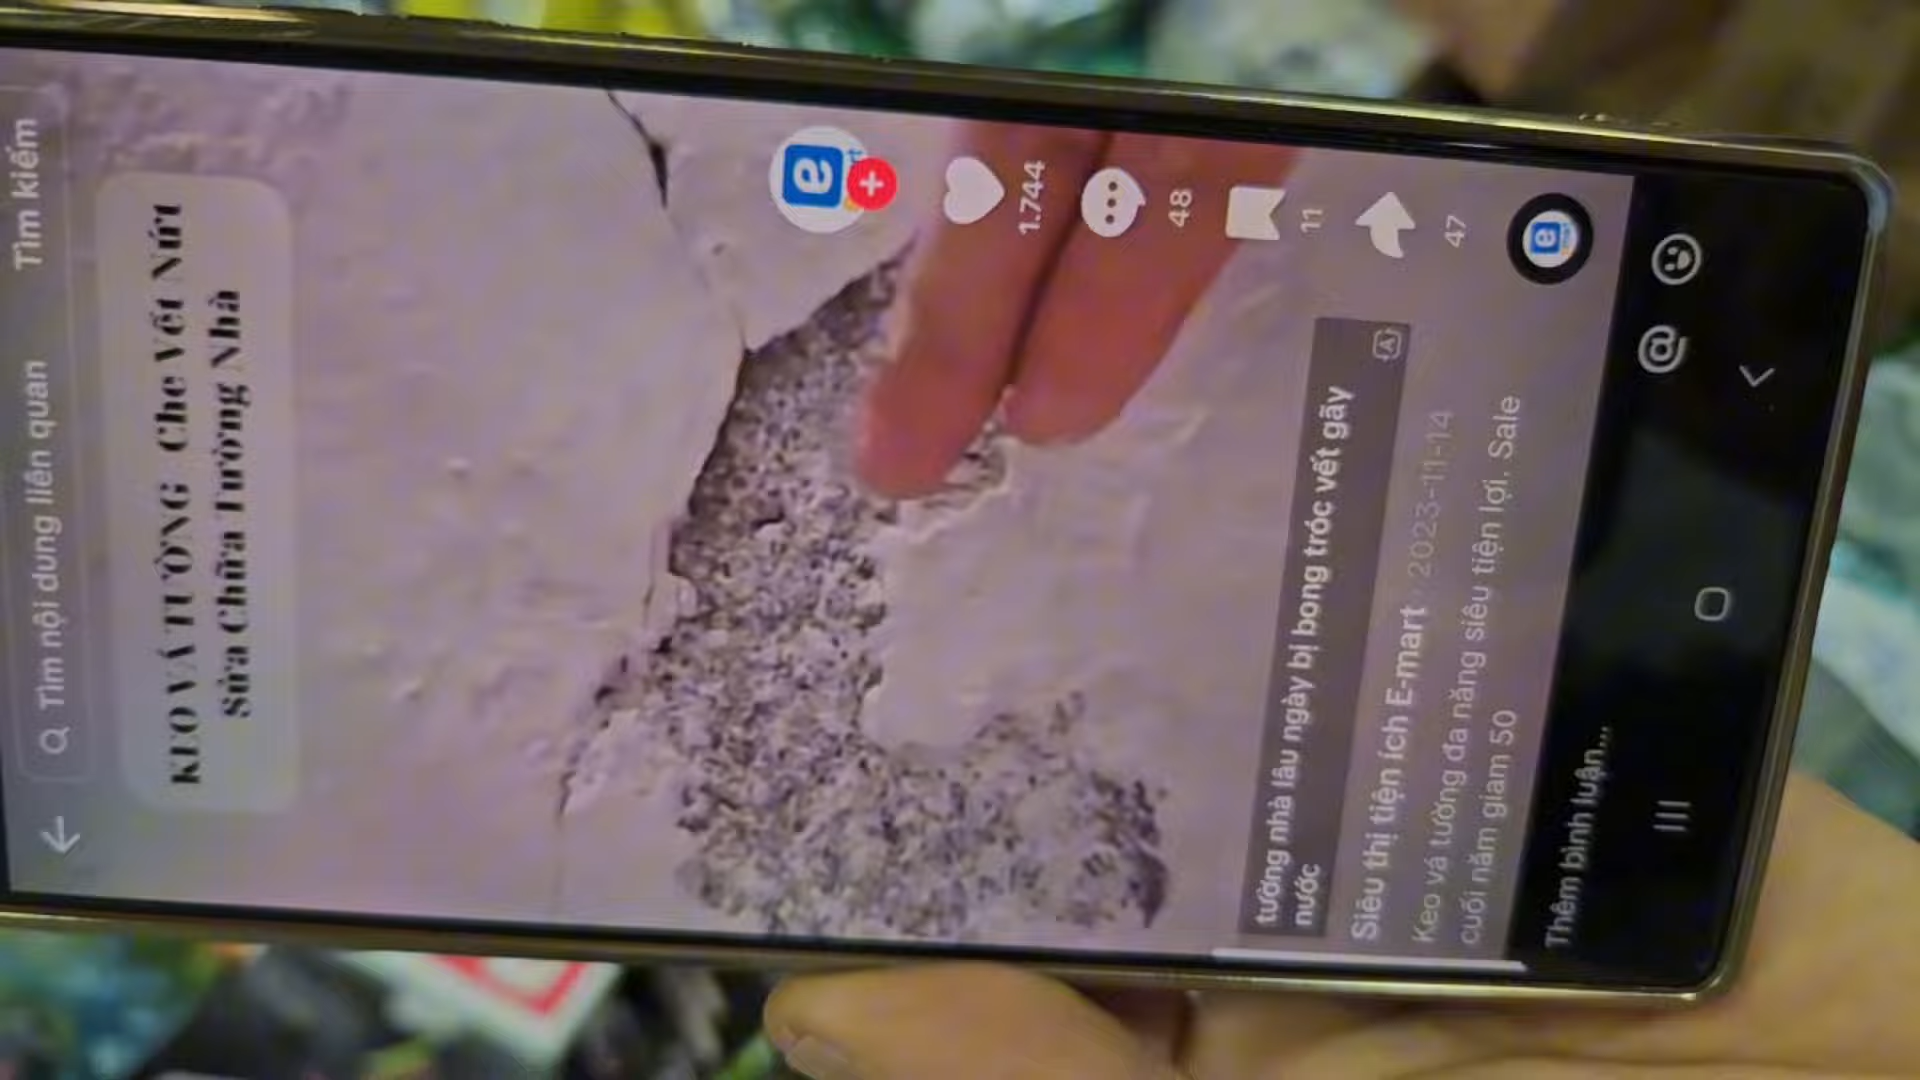 Tìm nội dung liên quan Tìm kiếm
KEO VÁ TƯỜNG Che Vết Nứt
Sửa Chữa Tường Nhà
a
1.744
48
11
47
tường nhà lâu ngày bị bong tróc vết gãy
nước
Siêu thị tiện ích E-mart · 2023-11-14
Keo vá tường đa năng siêu tiện lợi. Sale
cuối năm giảm 50
Thêm bình luận...
@